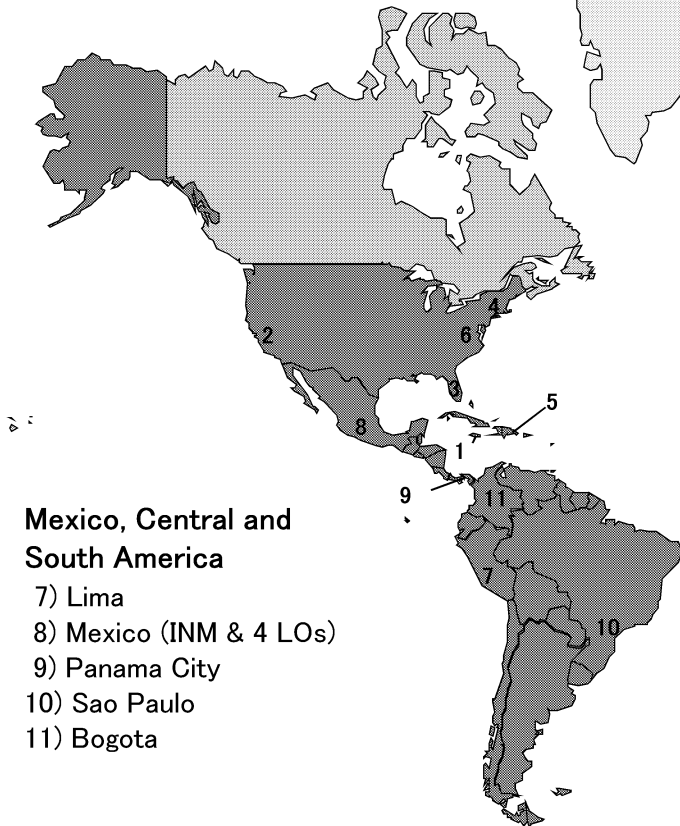 4
2
6
3
5
8
1
9
11
7
10
Mexico, Central and
South America
7) Lima
8) Mexico (INM & 4 LOs)
9) Panama City
10) Sao Paulo
11) Bogota